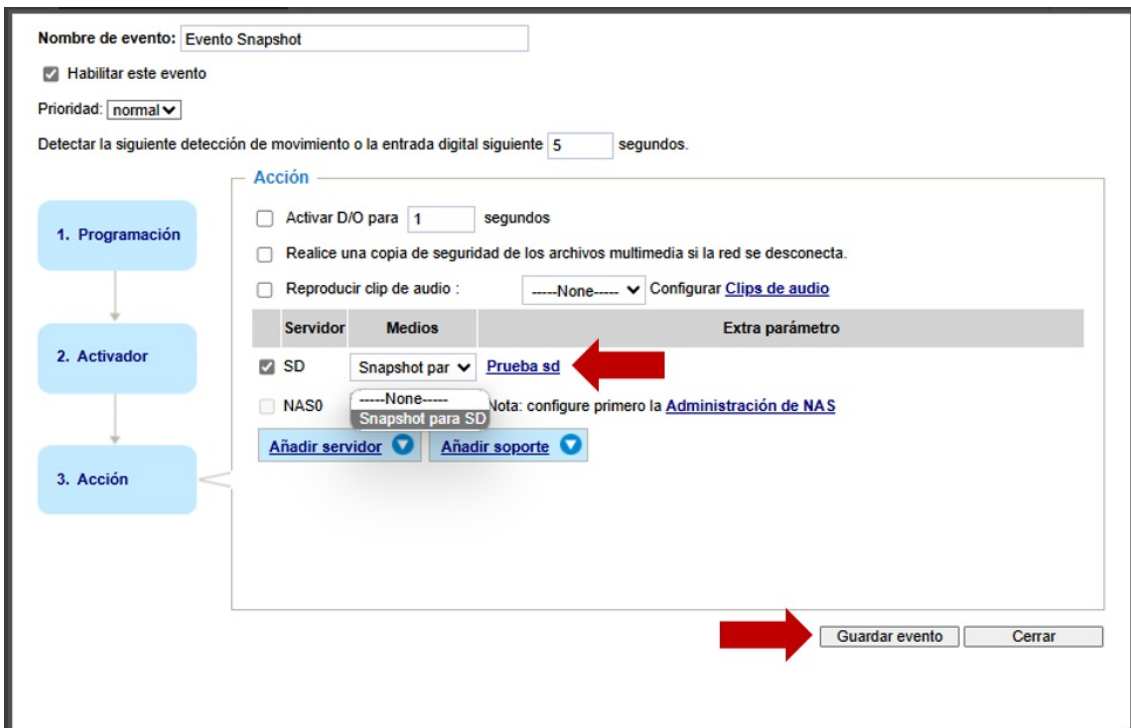 Nombre de evento: Evento Snapshot
Habilitar este evento
Prioridad: normal
Detectar la siguiente detección de movimiento o la entrada digital siguiente 5 segundos.
Acción
1. Programación
2. Activador
3. Acción
Activar D/O para 1 segundos
Realice una copia de seguridad de los archivos multimedia si la red se desconecta.
Reproducir clip de audio : -----None----- Configurar Clips de audio
Servidor Medios Extra parámetro
SD Snapshot par Prueba sd
-----None-----
Snapshot para SD
NAS0 Nota: configure primero la Administración de NAS
Añadir servidor Añadir soporte
Guardar evento Cerrar